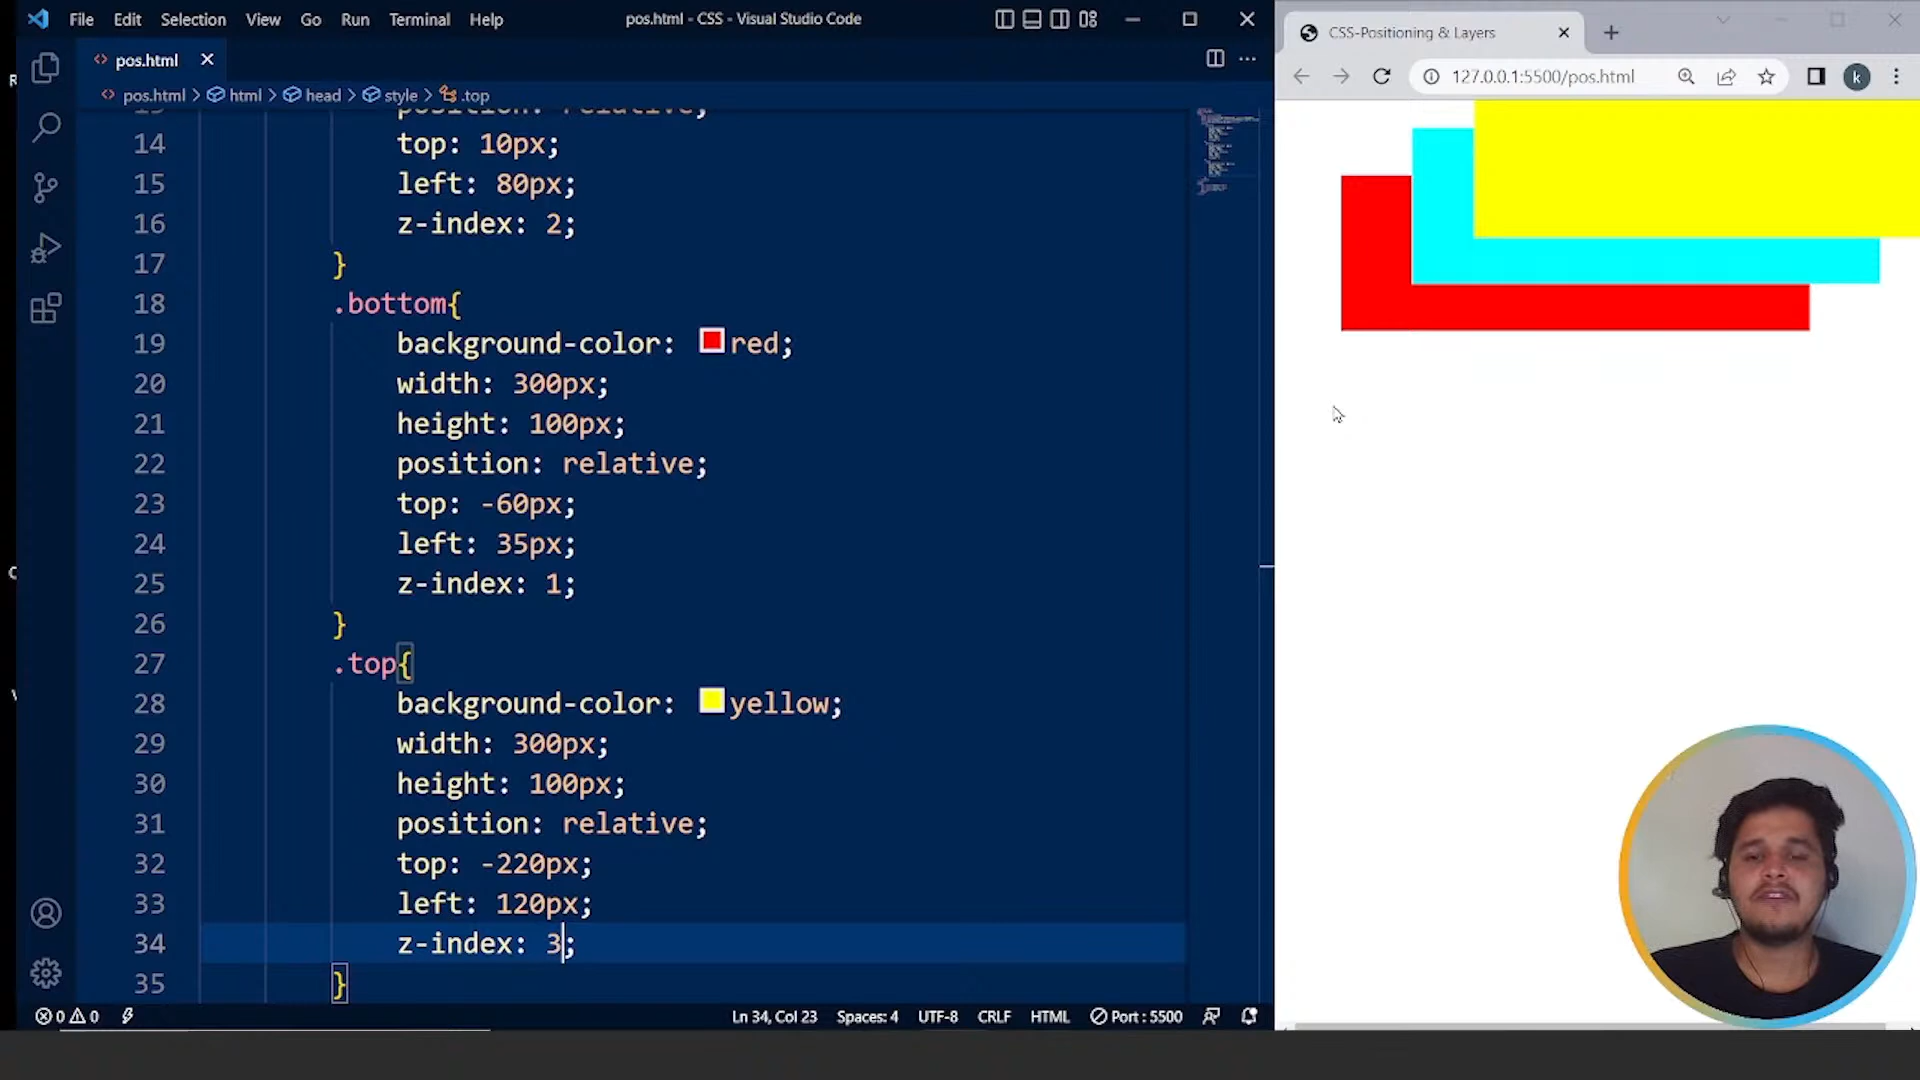 File Edit Selection View Go Run Terminal Help
pos.html - CSS - Visual Studio Code
pos.html
pos.html > html > head > style > .top
14 top: 10px;
15 left: 80px;
16 z-index: 2;
17 }
18 .bottom{
19 background-color: red;
20 width: 300px;
21 height: 100px;
22 position: relative;
23 top: -60px;
24 left: 35px;
25 z-index: 1;
26 }
27 .top{
28 background-color: yellow;
29 width: 300px;
30 height: 100px;
31 position: relative;
32 top: -220px;
33 left: 120px;
34 z-index: 3;
35 }
0 0 Ln 34, Col 23 Spaces: 4 UTF-8 CRLF HTML Port : 5500
CSS-Positioning & Layers
127.0.0.1:5500/pos.html
k